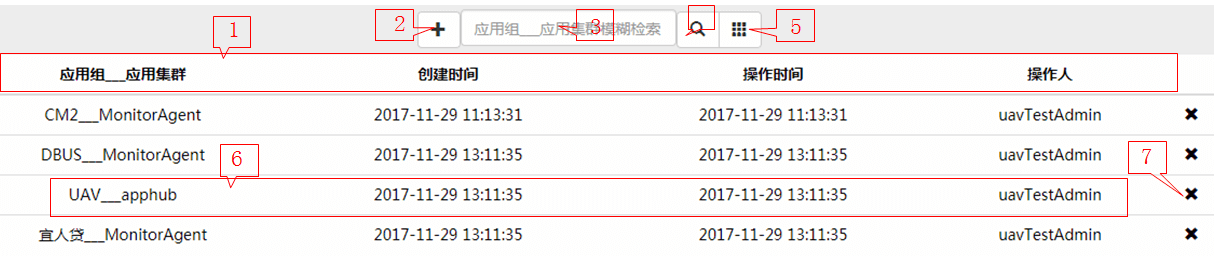 1 2 3 5
应用组___应用集群模糊检索
应用组___应用集群 创建时间 操作时间 操作人
CM2___MonitorAgent 2017-11-29 11:13:31 2017-11-29 11:13:31 uavTestAdmin
DBUS___MonitorAgent 2017-11-29 13:11:35 2017-11-29 13:11:35 uavTestAdmin
6 7
UAV___apphub 2017-11-29 13:11:35 2017-11-29 13:11:35 uavTestAdmin
宜人贷___MonitorAgent 2017-11-29 13:11:35 2017-11-29 13:11:35 uavTestAdmin